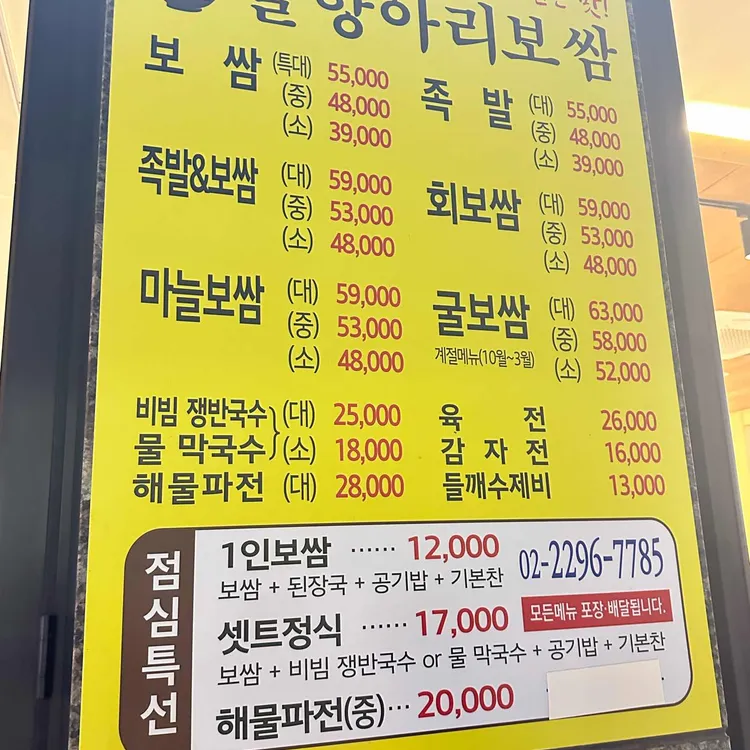 항아리보쌈
보 쌈 (특대) 55,000
(중) 48,000
(소) 39,000
족 발 (대) 55,000
(중) 48,000
(소) 39,000
족발&보쌈 (대) 59,000
(중) 53,000
(소) 48,000
회보쌈 (대) 59,000
(중) 53,000
(소) 48,000
마늘보쌈 (대) 59,000
(중) 53,000
(소) 48,000
굴보쌈 (대) 63,000
계절메뉴(10월~3월) (중) 58,000
(소) 52,000
비빔 쟁반국수 (대) 25,000
물 막국수 (소) 18,000
해물파전 (대) 28,000
육 전 26,000
감 자 전 16,000
들깨수제비 13,000
점심특선
1인보쌈 ······ 12,000
보쌈 + 된장국 + 공기밥 + 기본찬
02-2296-7785
모든메뉴 포장·배달됩니다.
셋트정식 ······ 17,000
보쌈 + 비빔 쟁반국수 or 물 막국수 + 공기밥 + 기본찬
해물파전(중)··· 20,000